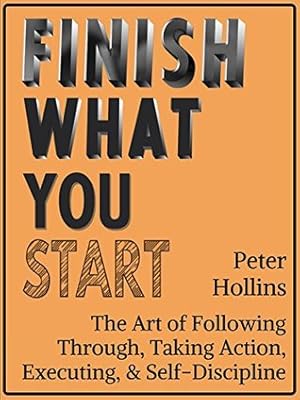 FINISH
WHAT
YOU
START
Peter
Hollins
The Art of Following
Through, Taking Action,
Executing, & Self-Discipline